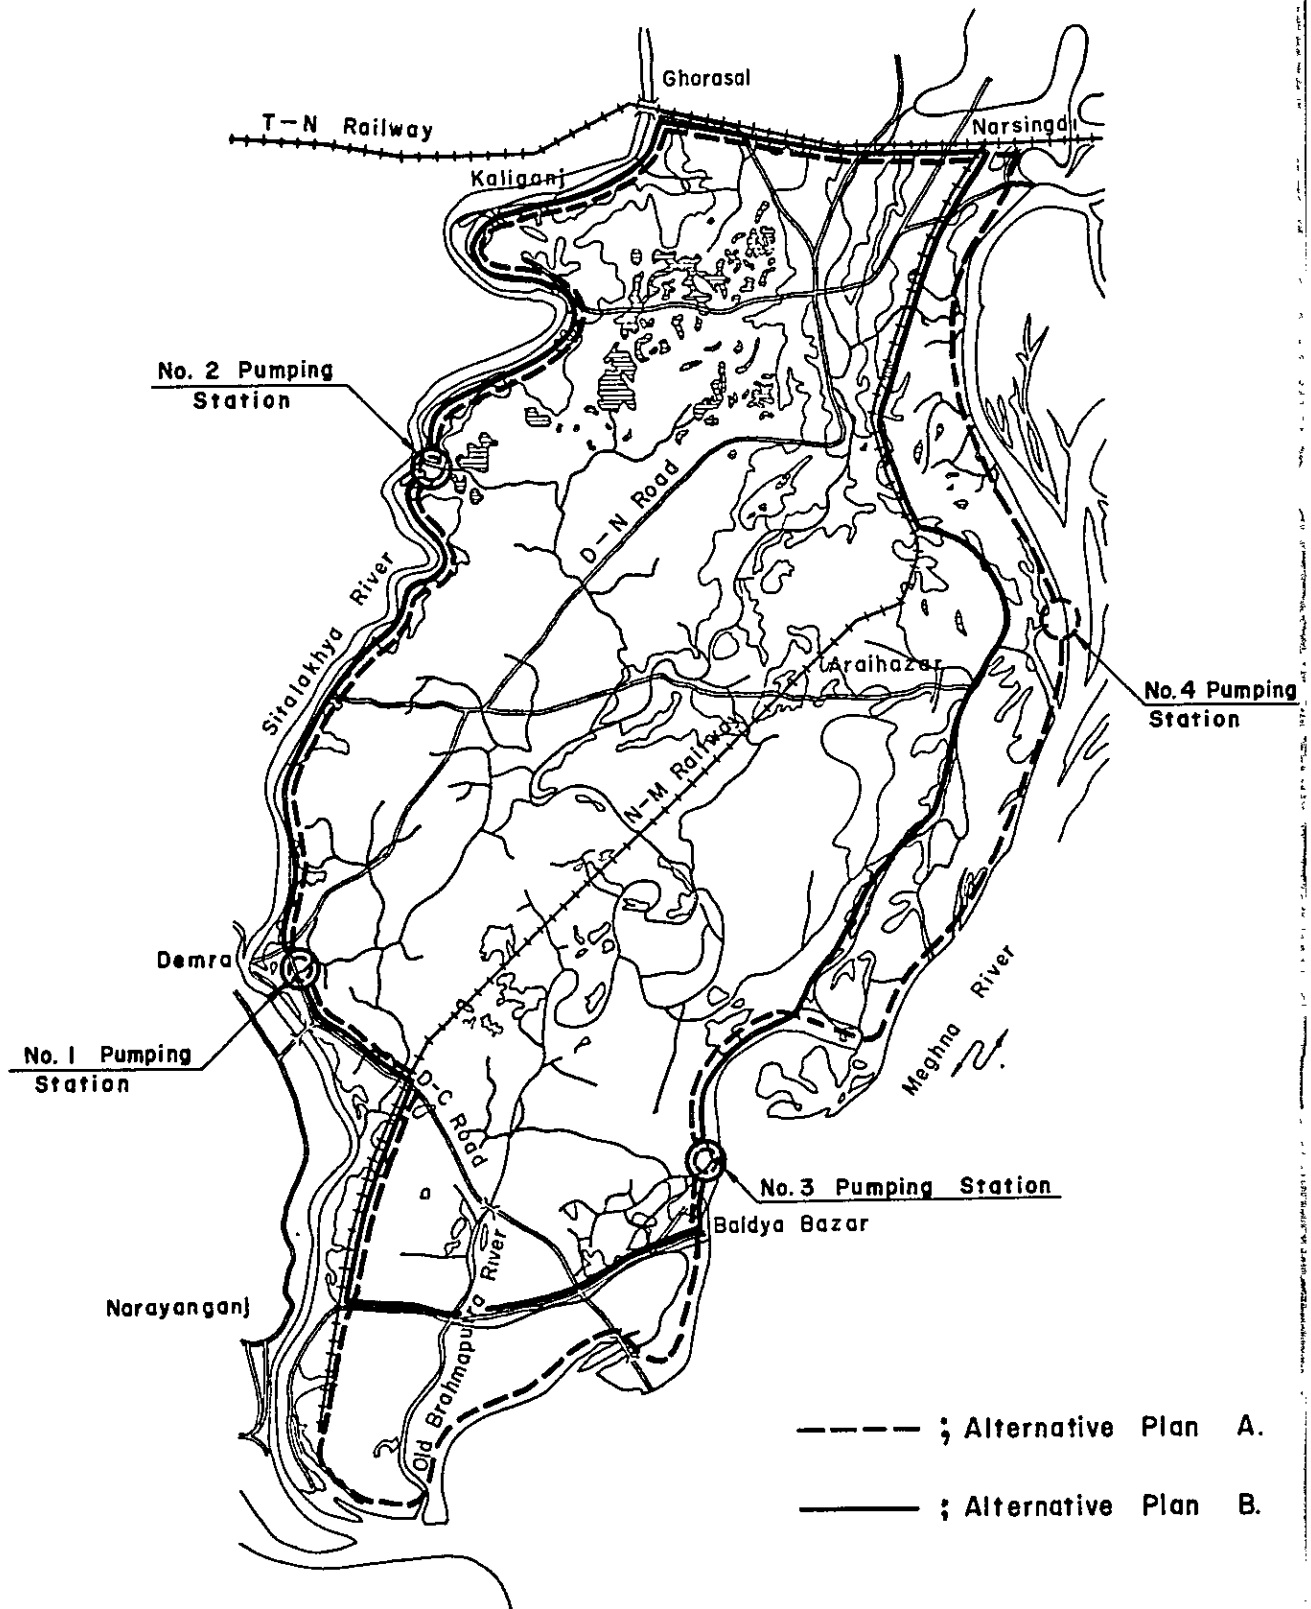 Ghorasal
T-N Railway
Narsingdi
Kaliganj
No. 2 Pumping
Station
D-N Road
Sitalakhya River
Araihazar
No. 4 Pumping
Station
N-M Railway
Demra
Meghna River
No. 1 Pumping
Station
D-C Road
No. 3 Pumping Station
Baidya Bazar
Old Brahmaputra River
Narayanganj
; Alternative Plan A.
; Alternative Plan B.